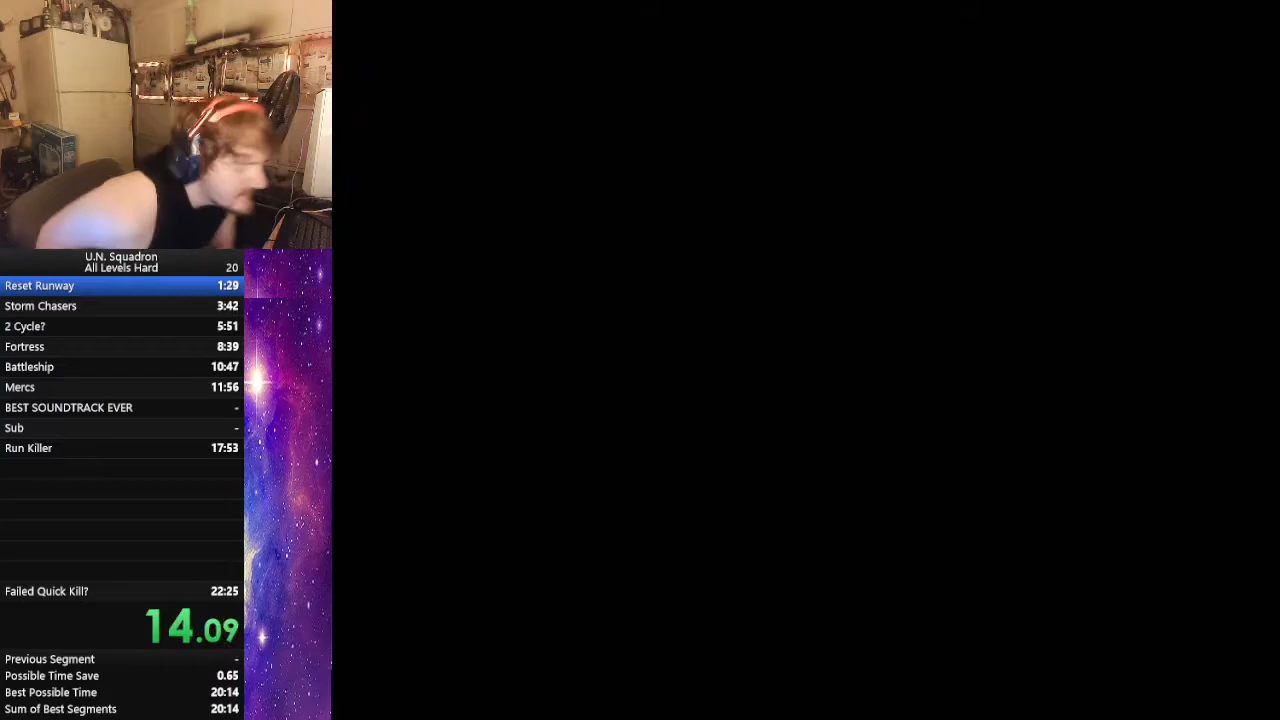 U.N. Squadron
All Levels Hard 20
Reset Runway 1:29
Storm Chasers 3:42
2 Cycle? 5:51
Fortress 8:39
Battleship 10:47
Mercs 11:56
BEST SOUNDTRACK EVER -
Sub -
Run Killer 17:53
Failed Quick Kill? 22:25
14.09
Previous Segment -
Possible Time Save 0.65
Best Possible Time 20:14
Sum of Best Segments 20:14